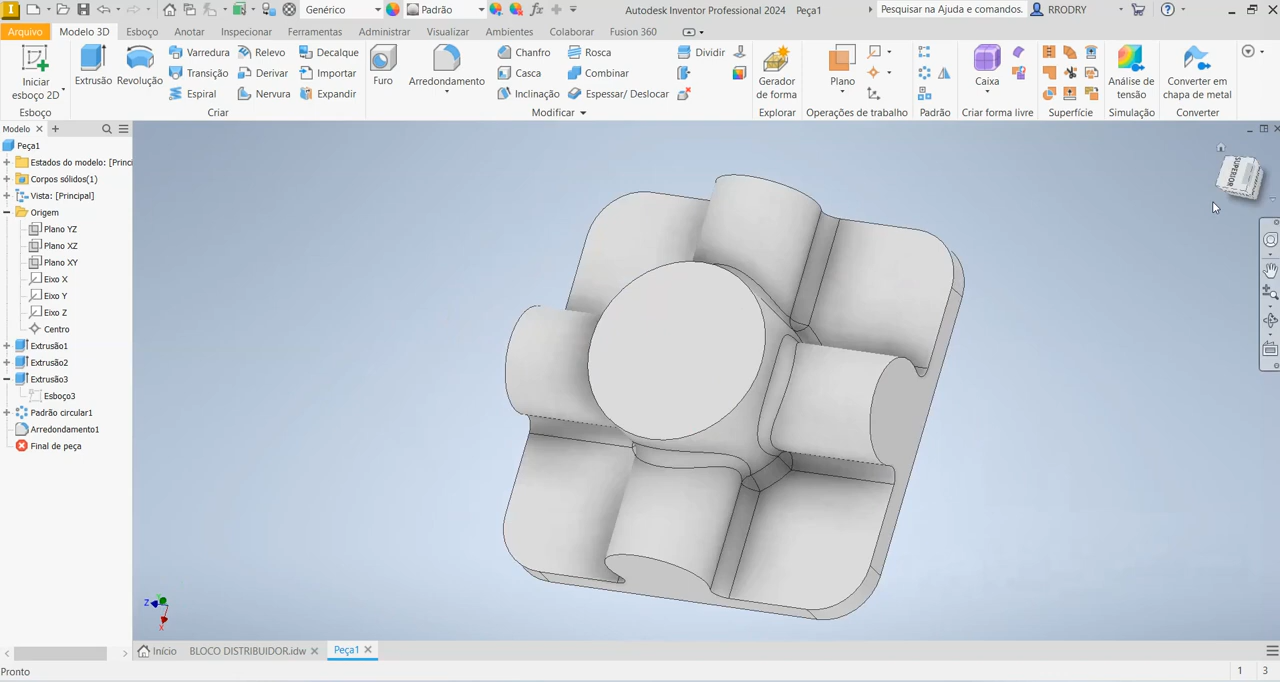 Genérico
Padrão
Autodesk Inventor Professional 2024 Peça1
Pesquisar na Ajuda e comandos.
RRODRY
Arquivo
Modelo 3D
Esboço
Anotar
Inspecionar
Ferramentas
Administrar
Visualizar
Ambientes
Colaborar
Fusion 360
Iniciar
esboço 2D
Extrusão
Revolução
Varredura
Relevo
Decalque
Transição
Derivar
Importar
Espiral
Nervura
Expandir
Furo
Arredondamento
Chanfro
Rosca
Casca
Combinar
Inclinação
Espessar/ Deslocar
Dividir
Gerador
de forma
Plano
Caixa
Análise de
tensão
Converter em
chapa de metal
Esboço
Criar
Modificar
Explorar
Operações de trabalho
Padrão
Criar forma livre
Superfície
Simulação
Converter
Modelo
Peça1
Estados do modelo: [Princi
Corpos sólidos(1)
Vista: [Principal]
Origem
Plano YZ
Plano XZ
Plano XY
Eixo X
Eixo Y
Eixo Z
Centro
Extrusão1
Extrusão2
Extrusão3
Esboço3
Padrão circular1
Arredondamento1
Final de peça
SUPERIOR
Z
X
Início
BLOCO DISTRIBUIDOR.idw
Peça1
Pronto
1
3